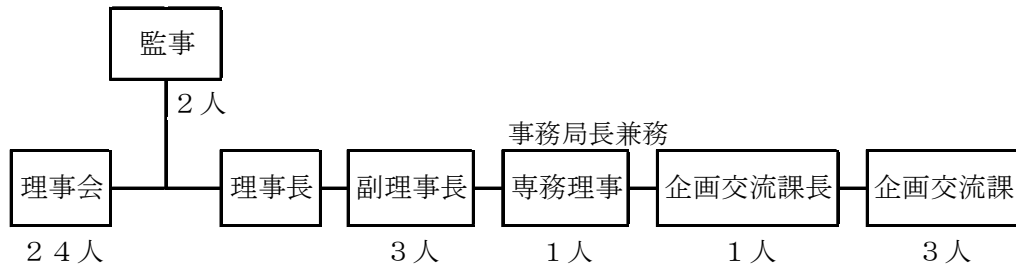 監事
２人
事務局長兼務
理事会 理事長 副理事長 専務理事 企画交流課長 企画交流課
２４人 ３人 １人 １人 ３人